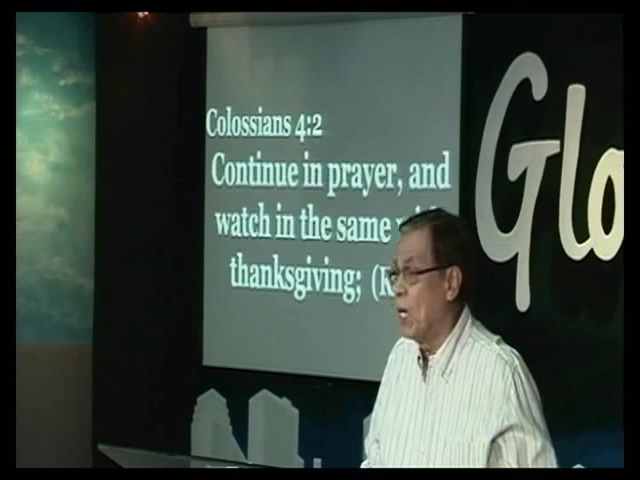 Colossians 4:2
Continue in prayer, and
watch in the same
thanksgiving;
Glo